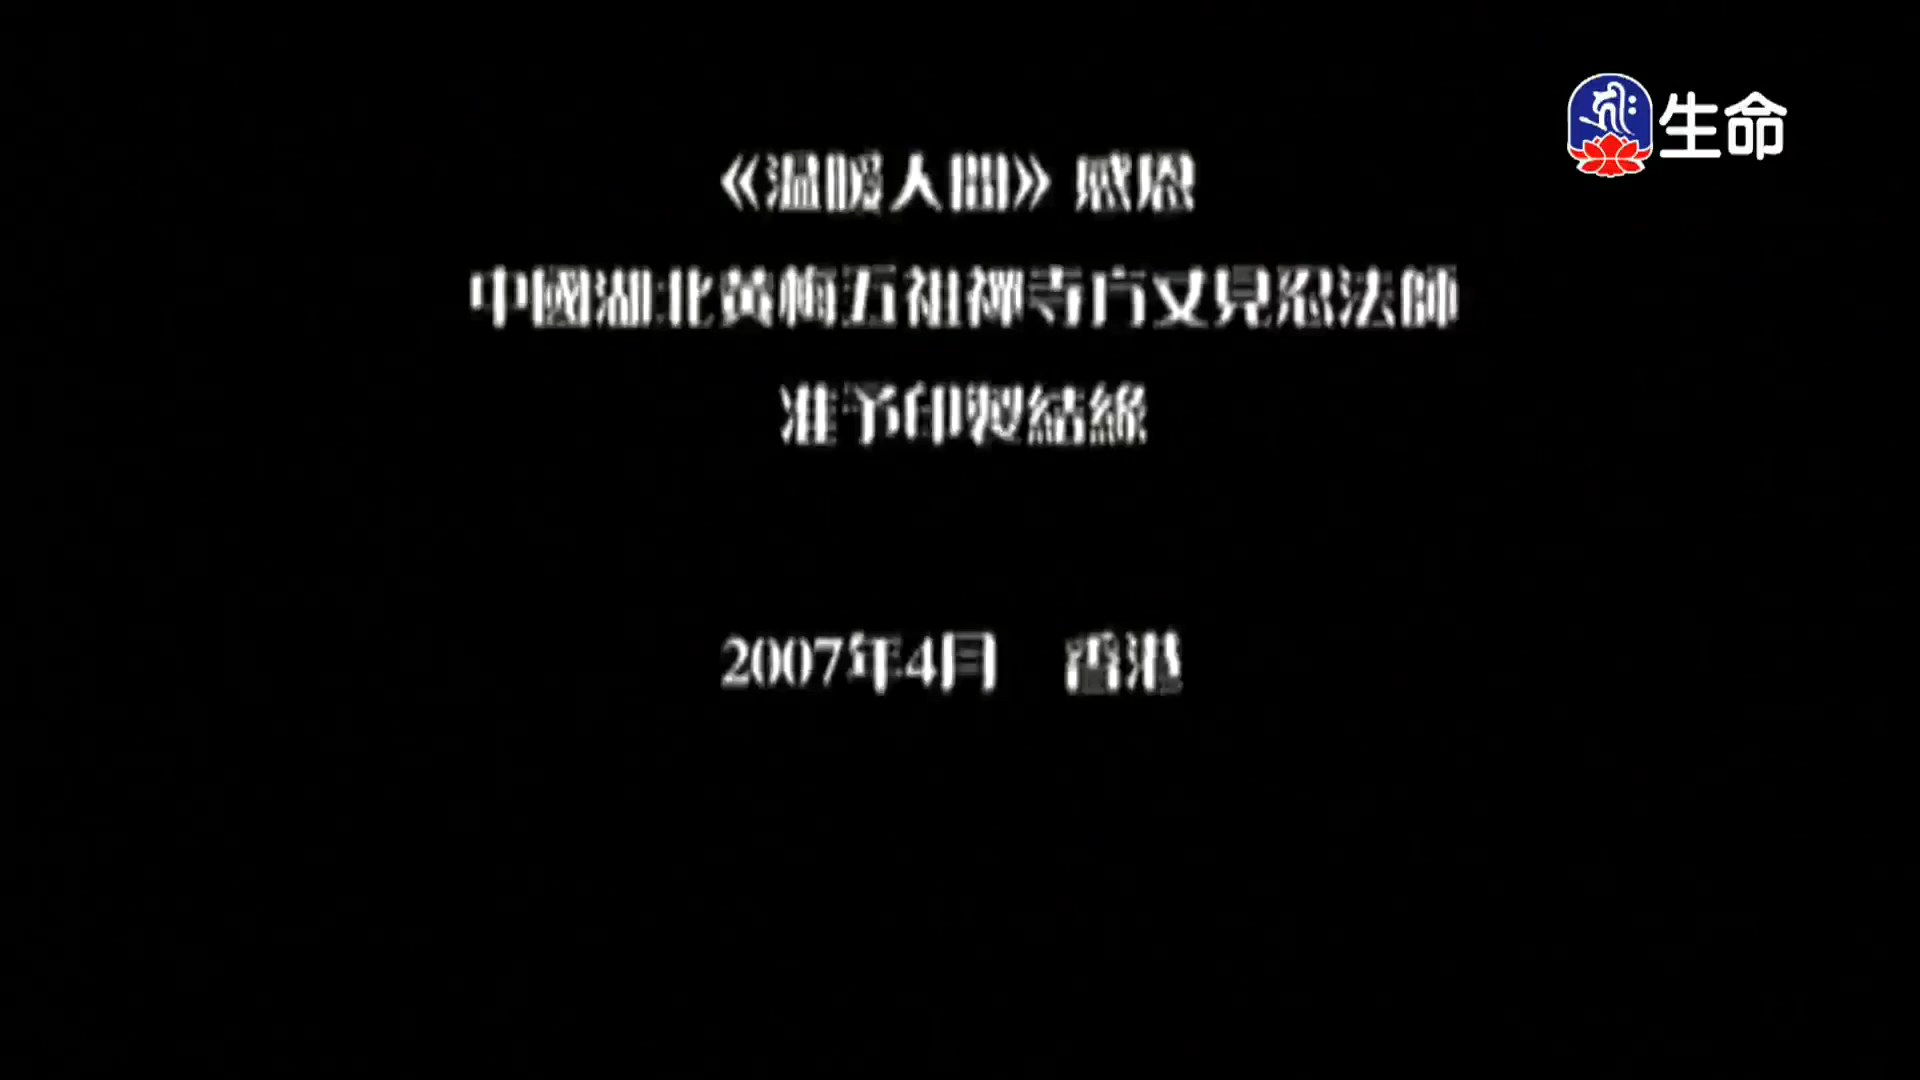 生命
《温暖人間》感恩
中國湖北黃梅五祖禪寺方丈見忍法師
准予印製結緣
2007年4月 香港